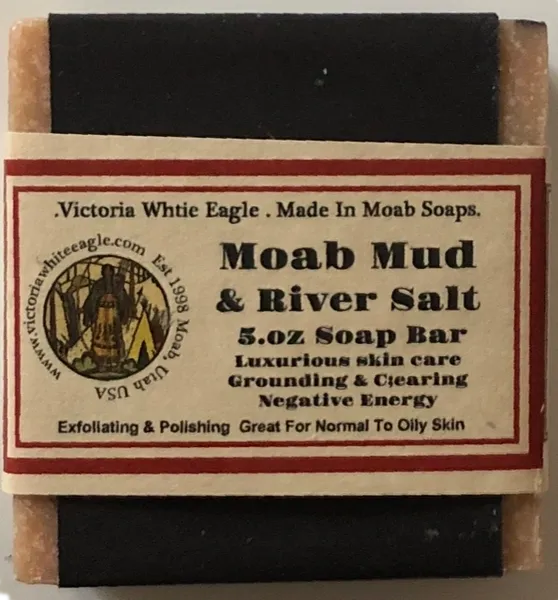 .Victoria Whtie Eagle . Made In Moab Soaps.
www.victoriawhiteeagle.com Est 1998 Moab, Utah USA
Moab Mud
& River Salt
5.oz Soap Bar
Luxurious skin care
Grounding & Clearing
Negative Energy
Exfoliating & Polishing Great For Normal To Oily Skin